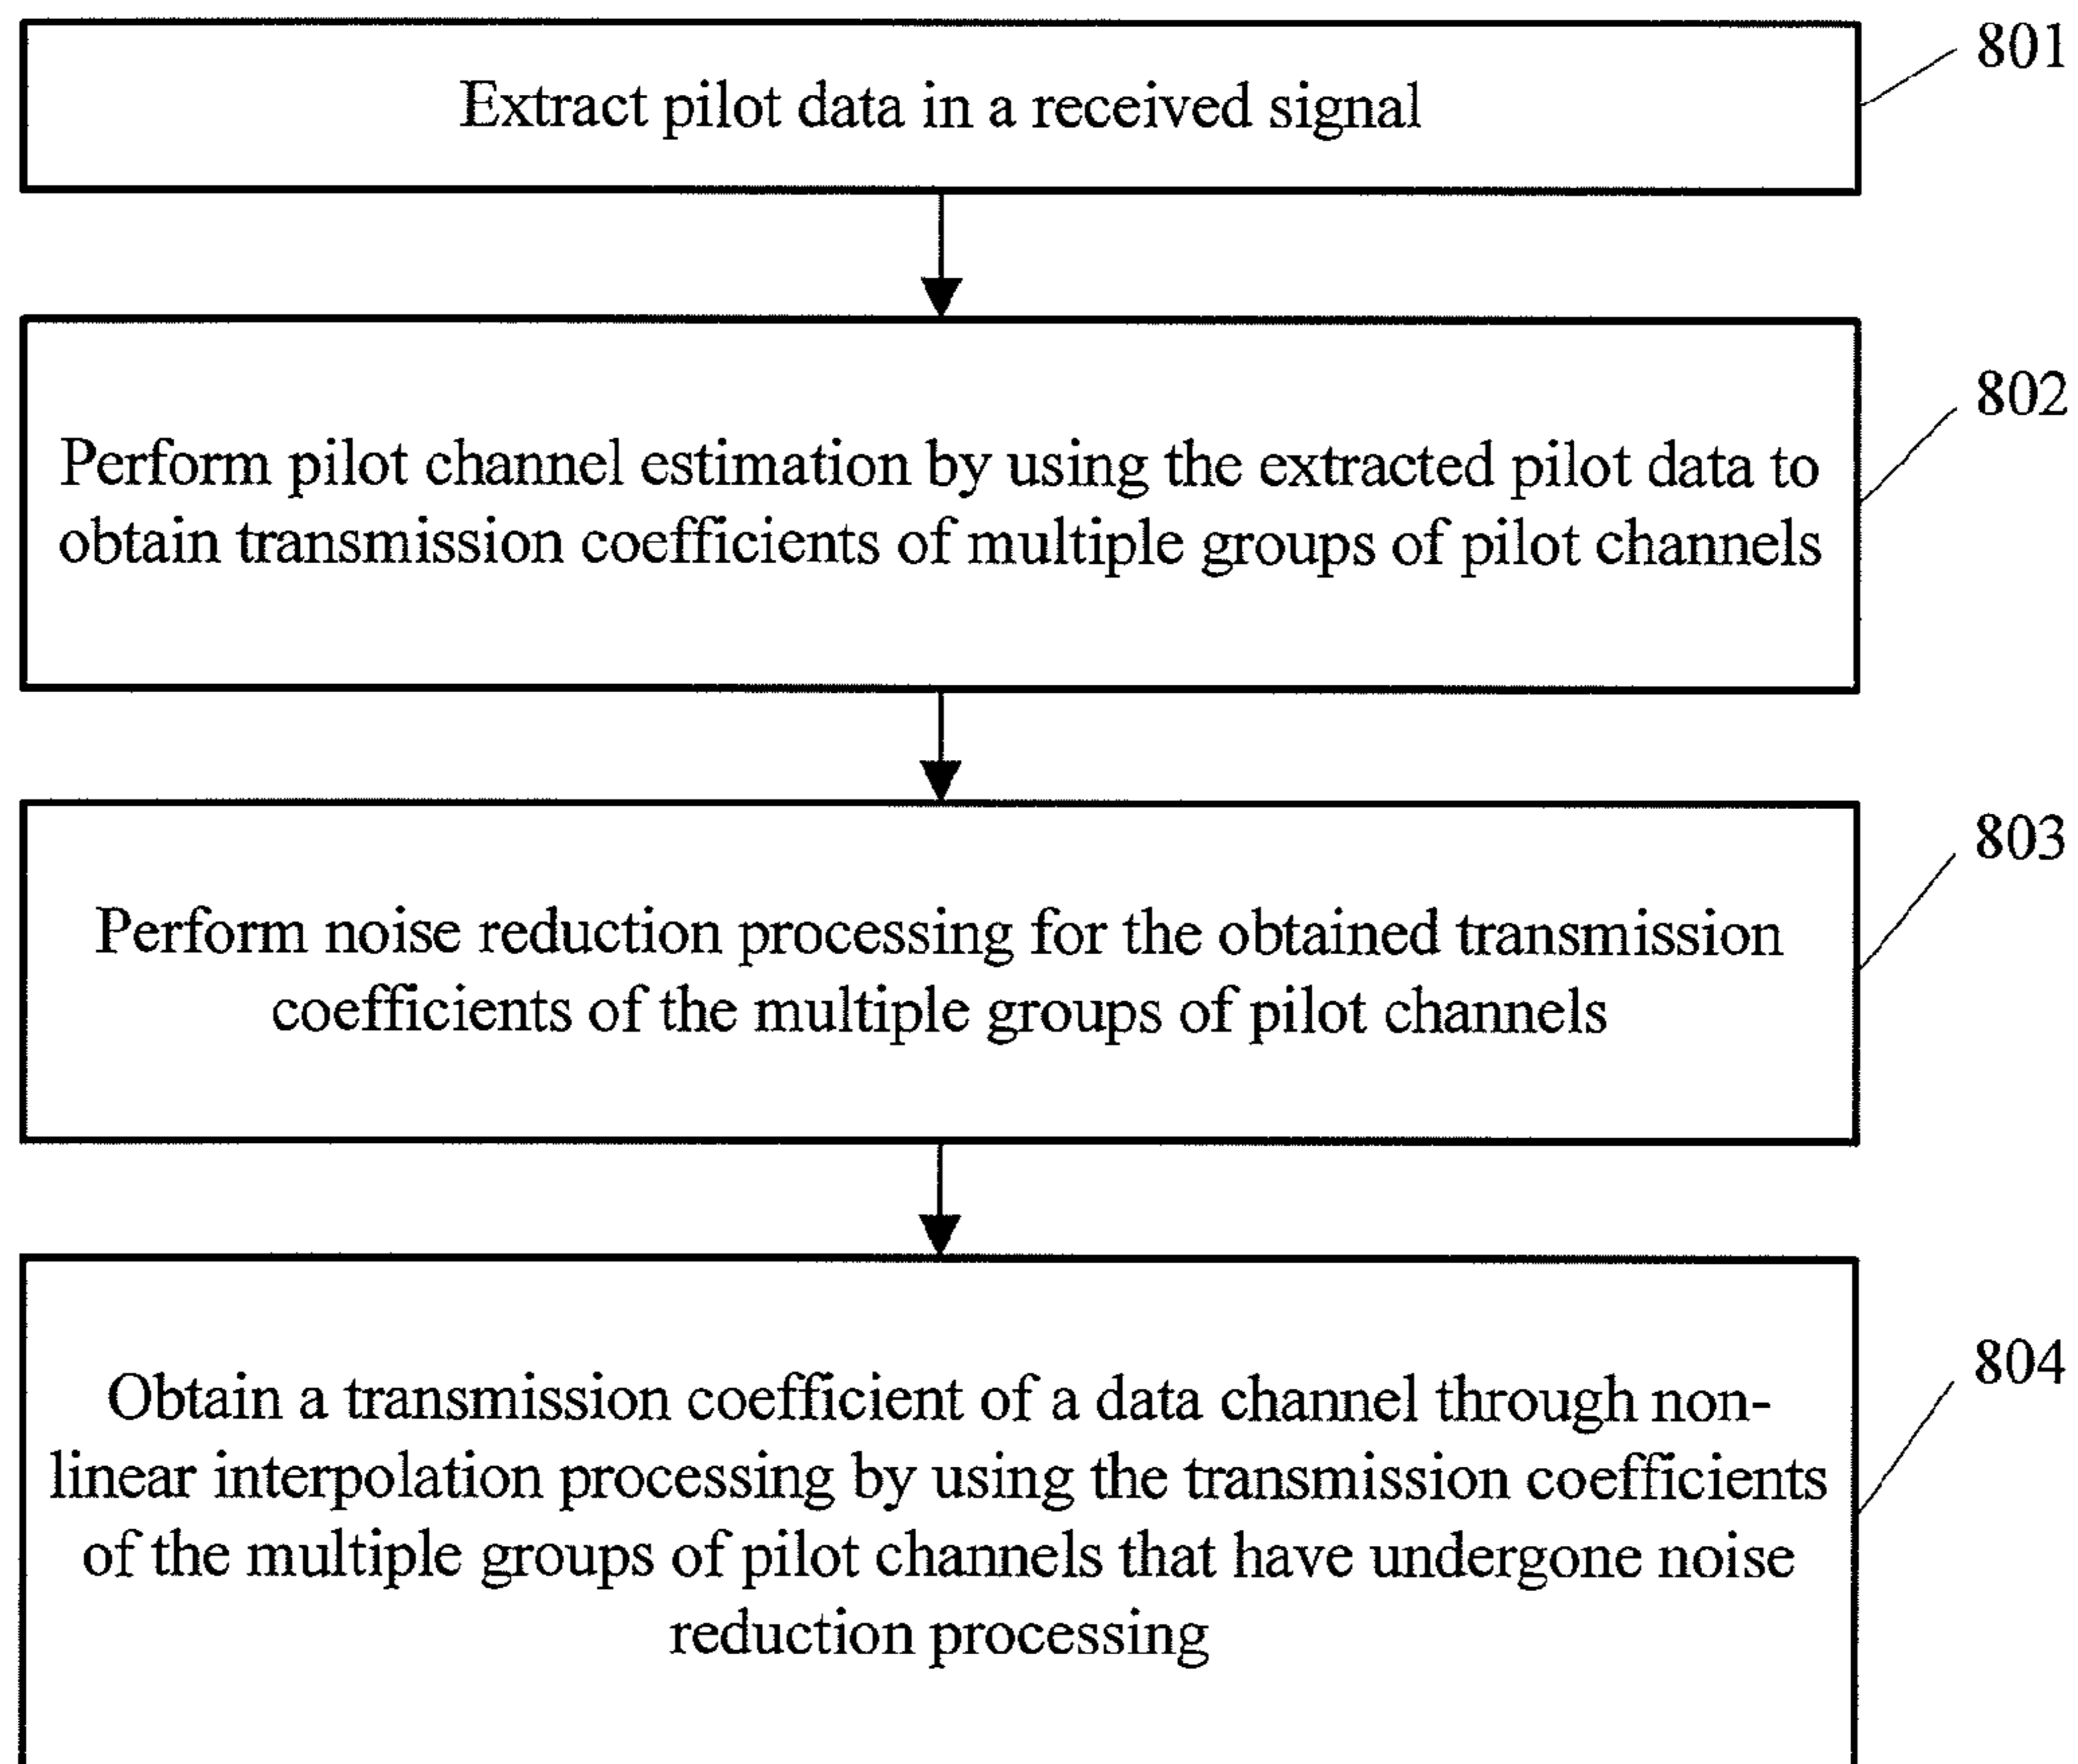 Extract pilot data in a received signal
801
Perform pilot channel estimation by using the extracted pilot data to
obtain transmission coefficients of multiple groups of pilot channels
802
Perform noise reduction processing for the obtained transmission
coefficients of the multiple groups of pilot channels
803
Obtain a transmission coefficient of a data channel through non-
linear interpolation processing by using the transmission coefficients
of the multiple groups of pilot channels that have undergone noise
reduction processing
804